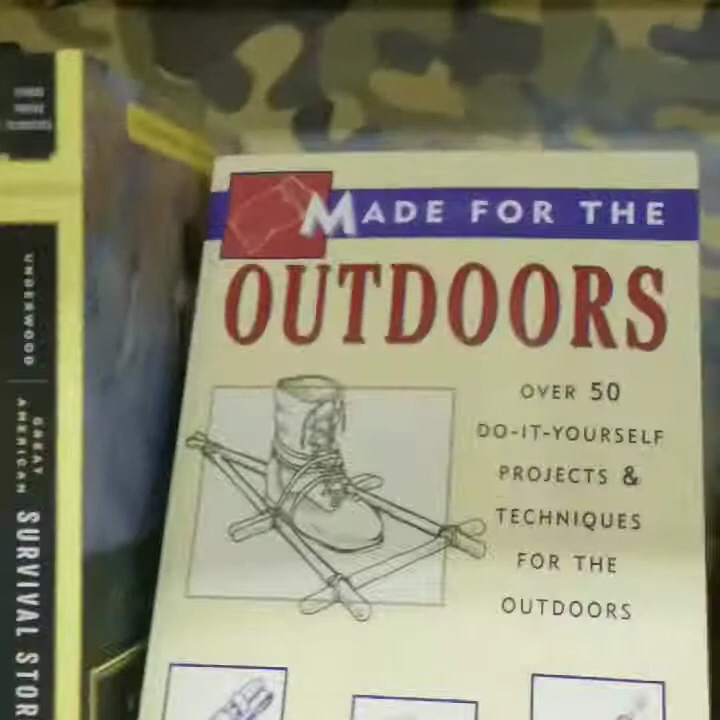 UNDERWOOD
GREAT
AMERICAN
SURVIVAL STOR
MADE FOR THE
OUTDOORS
OVER 50
DO-IT-YOURSELF
PROJECTS &
TECHNIQUES
FOR THE
OUTDOORS